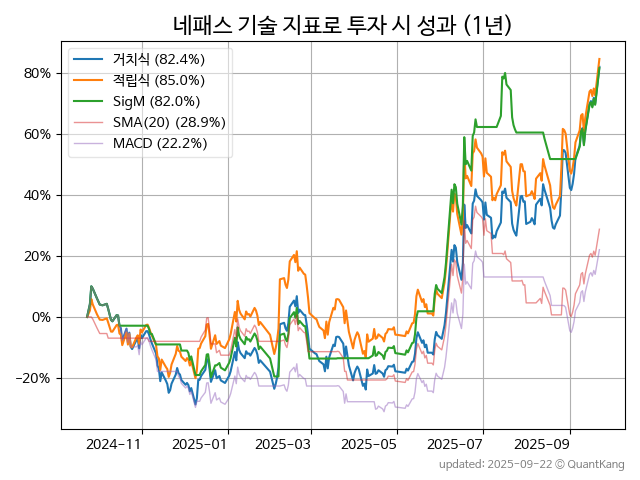 네패스 기술 지표로 투자 시 성과 (1년)
거치식 (82.4%)
적립식 (85.0%)
SigM (82.0%)
SMA(20) (28.9%)
MACD (22.2%)
80%
60%
40%
20%
0%
−20%
2024-11
2025-01
2025-03
2025-05
2025-07
2025-09
updated: 2025-09-22 © QuantKang